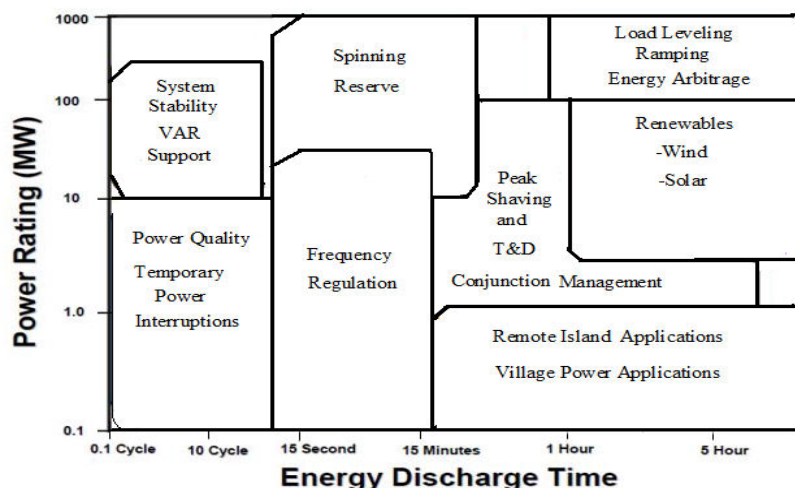 Power Rating (MW)
1000
100
10
1.0
0.1
System
Stability
VAR
Support
Spinning
Reserve
Load Leveling
Ramping
Energy Arbitrage
Renewables
-Wind
-Solar
Peak
Shaving
and
T&D
Conjunction Management
Power Quality
Temporary
Power
Interruptions
Frequency
Regulation
Remote Island Applications
Village Power Applications
0.1 Cycle
10 Cycle
15 Second
15 Minutes
1 Hour
5 Hour
Energy Discharge Time